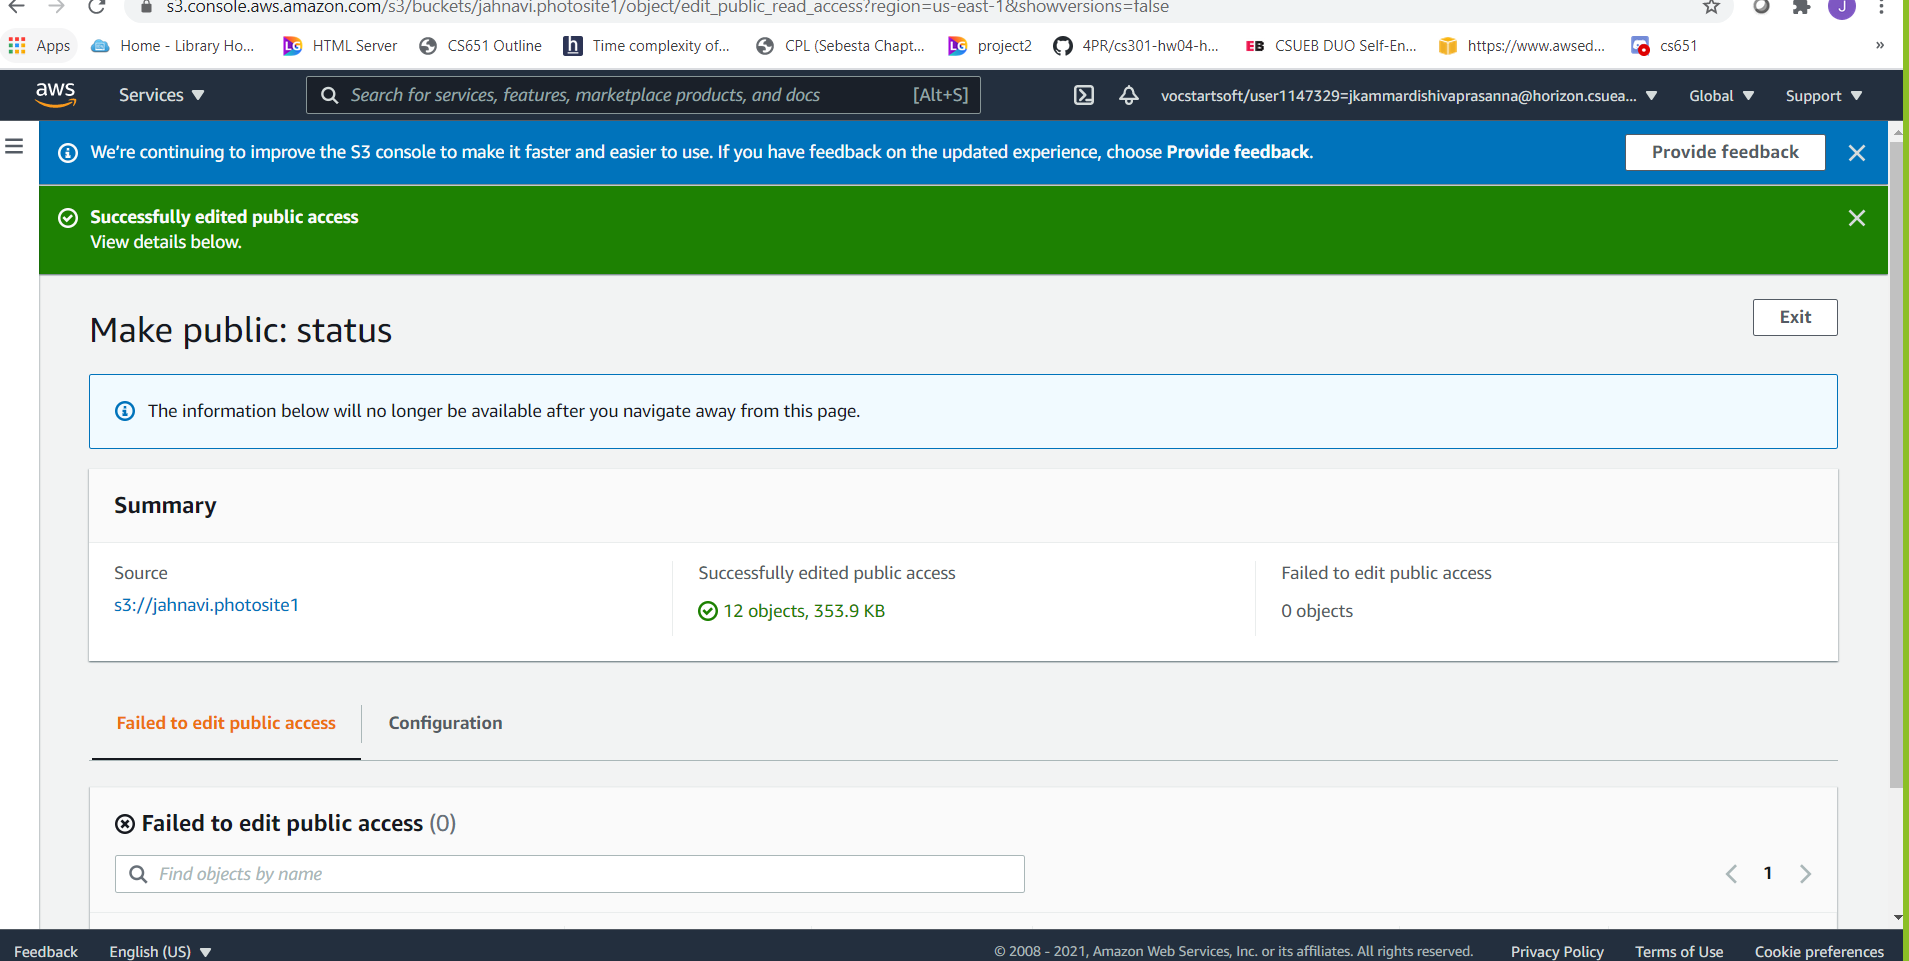 s3.console.aws.amazon.com/s3/buckets/jahnavi.photosite1/object/edit_public_read_access?region=us-east-1&showversions=false
J
Apps Home - Library Ho... LG HTML Server CS651 Outline h Time complexity of... CPL (Sebesta Chapt... LG project2 4PR/cs301-hw04-h... EB CSUEB DUO Self-En... https://www.awsed... cs651 »
aws Services Search for services, features, marketplace products, and docs [Alt+S] vocstartsoft/user1147329=jkammardishivaprasanna@horizon.csuea... Global Support
We're continuing to improve the S3 console to make it faster and easier to use. If you have feedback on the updated experience, choose Provide feedback. Provide feedback
Successfully edited public access
View details below.
Make public: status Exit
The information below will no longer be available after you navigate away from this page.
Summary
Source Successfully edited public access Failed to edit public access
s3://jahnavi.photosite1 12 objects, 353.9 KB 0 objects
Failed to edit public access Configuration
Failed to edit public access (0)
Find objects by name 1
Feedback English (US) © 2008 - 2021, Amazon Web Services, Inc. or its affiliates. All rights reserved. Privacy Policy Terms of Use Cookie preferences